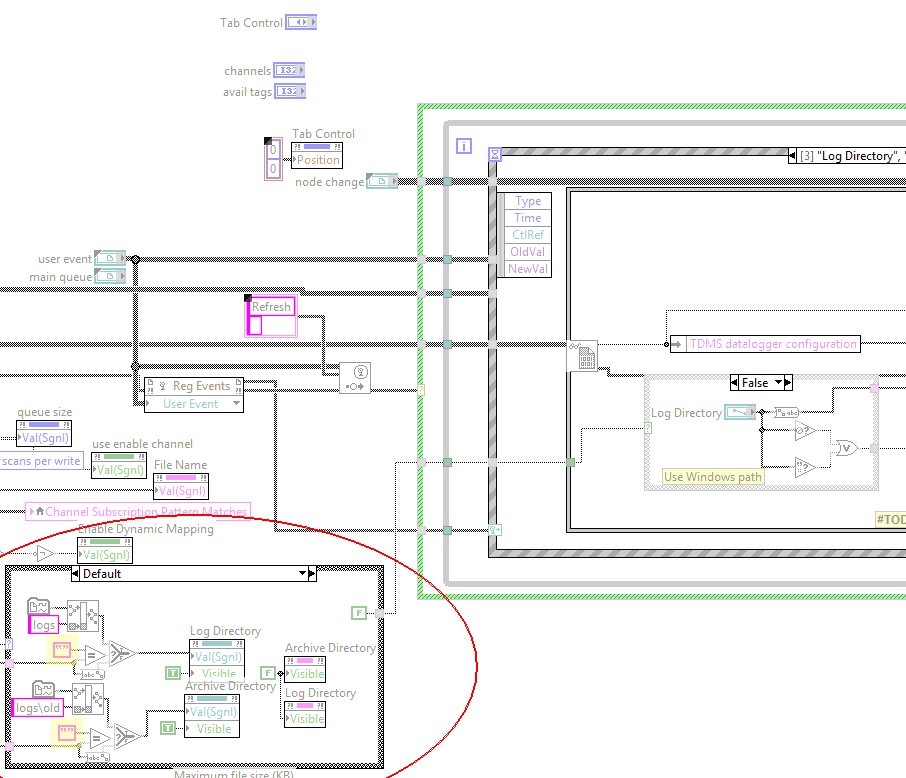 Tab Control
channels
I32
avail tags
I32
Tab Control
Position
0
0
node change
i
[3] "Log Directory",
Type
Time
CtlRef
OldVal
NewVal
user event
main queue
Refresh
Reg Events
User Event
TDMS datalogger configuration
False
Log Directory
abc
Use Windows path
#TOD
queue size
Val(Sgnl)
rscans per write
use enable channel
Val(Sgnl)
File Name
Val(Sgnl)
Channel Subscription Pattern Matches
Enable Dynamic Mapping
Val(Sgnl)
Default
F
logs
Log Directory
Val(Sgnl)
T
Visible
abc
Archive Directory
F
Visible
Archive Directory
Val(Sgnl)
T
Visible
Log Directory
Visible
logs\old
abc
Maximum file size (KB)